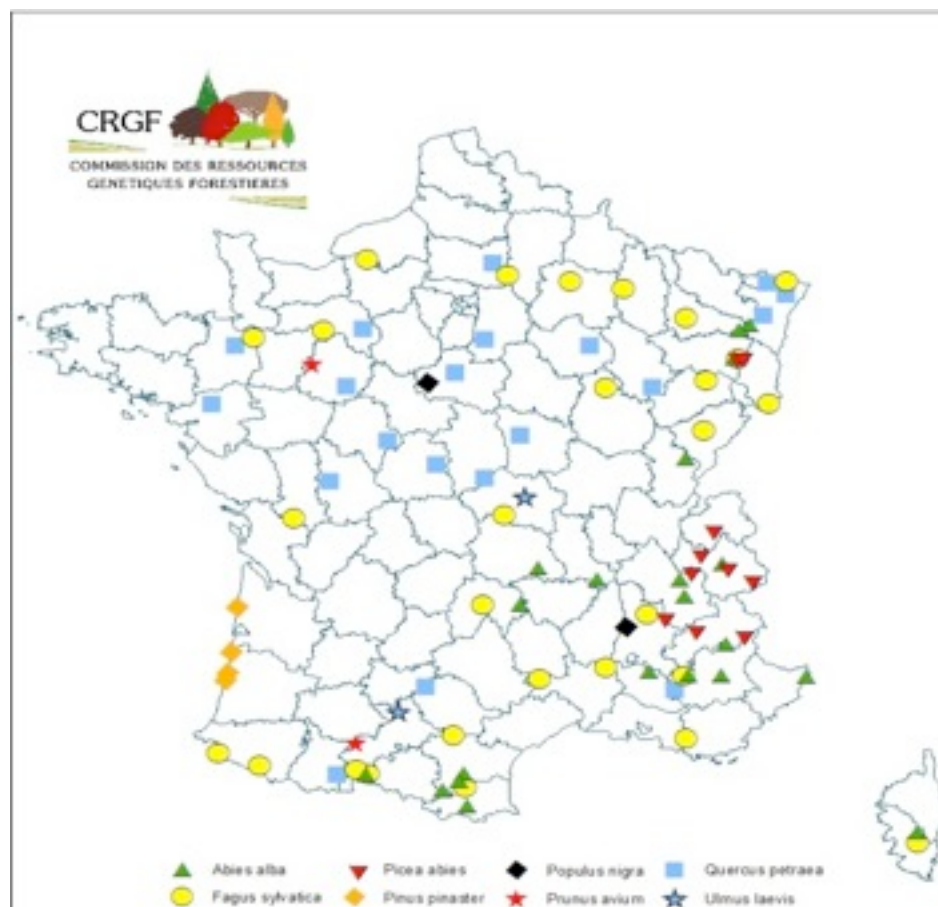 CRGF
COMMISSION DES RESSOURCES
GENETIQUES FORESTIERES
Abies alba Picea abies Populus nigra Quercus petraea
Fagus sylvatica Pinus pinaster Prunus avium Ulmus laevis